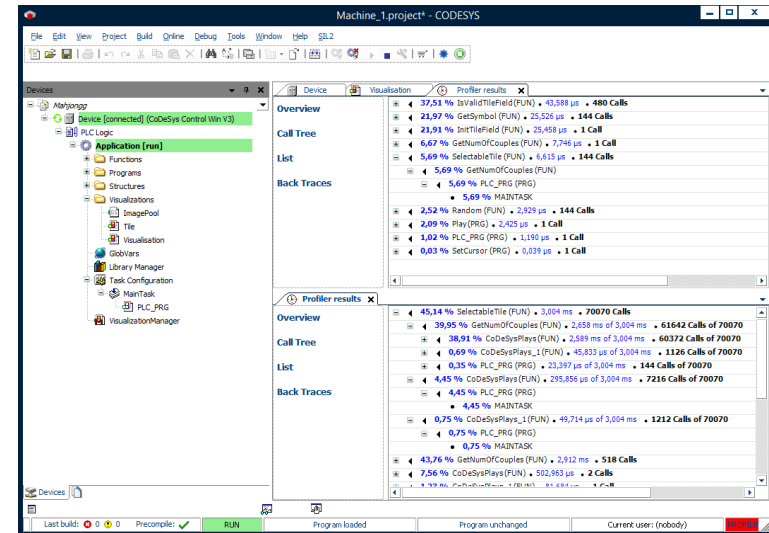 Machine_1.project* - CODESYS
File Edit View Project Build Online Debug Tools Window Help SIL2
Devices
Mahjongg
Device [connected] (CoDeSys Control Win V3)
PLC Logic
Application [run]
Functions
Programs
Structures
Visualizations
ImagePool
Tile
Visualisation
GlobVars
Library Manager
Task Configuration
MainTask
PLC_PRG
VisualizationManager
Devices
Device Visualisation Profiler results
Overview
Call Tree
List
Back Traces
37,51 % IsValidTileField (FUN) • 43,588 µs • 480 Calls
21,97 % GetSymbol (FUN) • 25,526 µs • 144 Calls
21,91 % InitTileField (FUN) • 25,458 µs • 1 Call
6,67 % GetNumOfCouples (FUN) • 7,746 µs • 1 Call
5,69 % SelectableTile (FUN) • 6,615 µs • 144 Calls
5,69 % GetNumOfCouples (FUN)
5,69 % PLC_PRG (PRG)
• 5,69 % MAINTASK
2,52 % Random (FUN) • 2,929 µs • 144 Calls
2,09 % Play (PRG) • 2,425 µs • 1 Call
1,02 % PLC_PRG (PRG) • 1,190 µs • 1 Call
0,03 % SetCursor (PRG) • 0,039 µs • 1 Call
Profiler results
Overview
Call Tree
List
Back Traces
45,14 % SelectableTile (FUN) • 3,004 ms • 70070 Calls
39,95 % GetNumOfCouples (FUN) • 2,658 ms of 3,004 ms • 61642 Calls of 70070
38,91 % CoDeSysPlays (FUN) • 2,589 ms of 3,004 ms • 60372 Calls of 70070
0,69 % CoDeSysPlays_1 (FUN) • 45,833 µs of 3,004 ms • 1126 Calls of 70070
0,35 % PLC_PRG (PRG) • 23,397 µs of 3,004 ms • 144 Calls of 70070
4,45 % CoDeSysPlays (FUN) • 295,856 µs of 3,004 ms • 7216 Calls of 70070
4,45 % PLC_PRG (PRG)
• 4,45 % MAINTASK
0,75 % CoDeSysPlays_1 (FUN) • 49,714 µs of 3,004 ms • 1212 Calls of 70070
0,75 % PLC_PRG (PRG)
• 0,75 % MAINTASK
43,76 % GetNumOfCouples (FUN) • 2,912 ms • 518 Calls
7,56 % CoDeSysPlays (FUN) • 502,963 µs • 2 Calls
1,23 % CoDeSysPlays_1 (FUN) • 81,684 µs • 1 Call
Last build: 0 0 Precompile: RUN Program loaded Program unchanged Current user: (nobody)